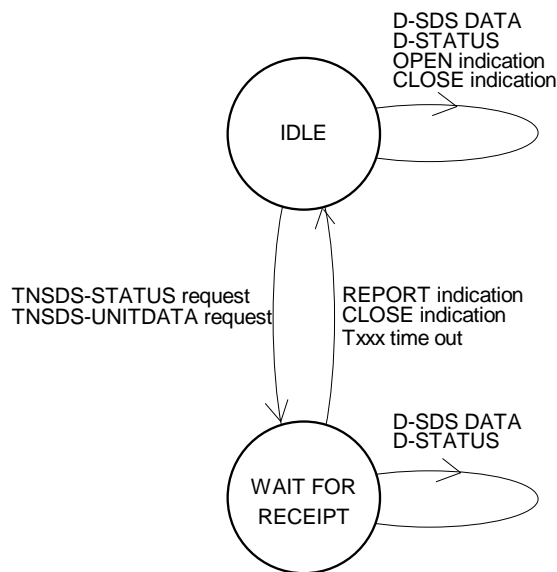 D-SDS DATA
D-STATUS
OPEN indication
CLOSE indication
IDLE
TNSDS-STATUS request
TNSDS-UNITDATA request
REPORT indication
CLOSE indication
Txxx time out
D-SDS DATA
D-STATUS
WAIT FOR
RECEIPT